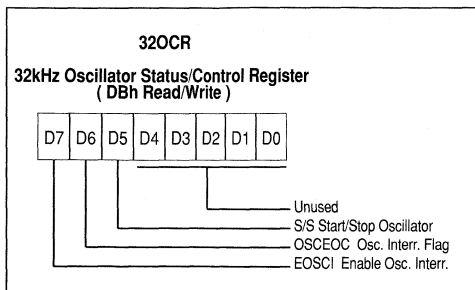 32OCR
32kHz Oscillator Status/Control Register
( DBh Read/Write )
D7 D6 D5 D4 D3 D2 D1 D0
Unused
S/S Start/Stop Oscillator
OSCEOC Osc. Interr. Flag
EOSCI Enable Osc. Interr.